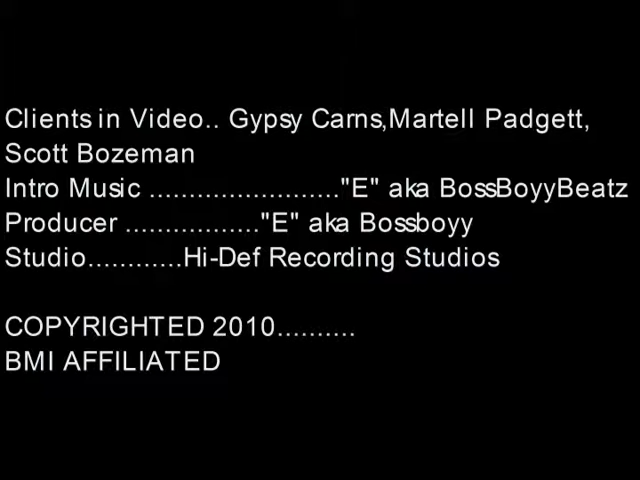 Clients in Video.. Gypsy Carns,Martell Padgett,
Scott Bozeman
Intro Music ........................"E" aka BossBoyyBeatz
Producer .................."E" aka Bossboyy
Studio............Hi-Def Recording Studios
COPYRIGHTED 2010..........
BMI AFFILIATED